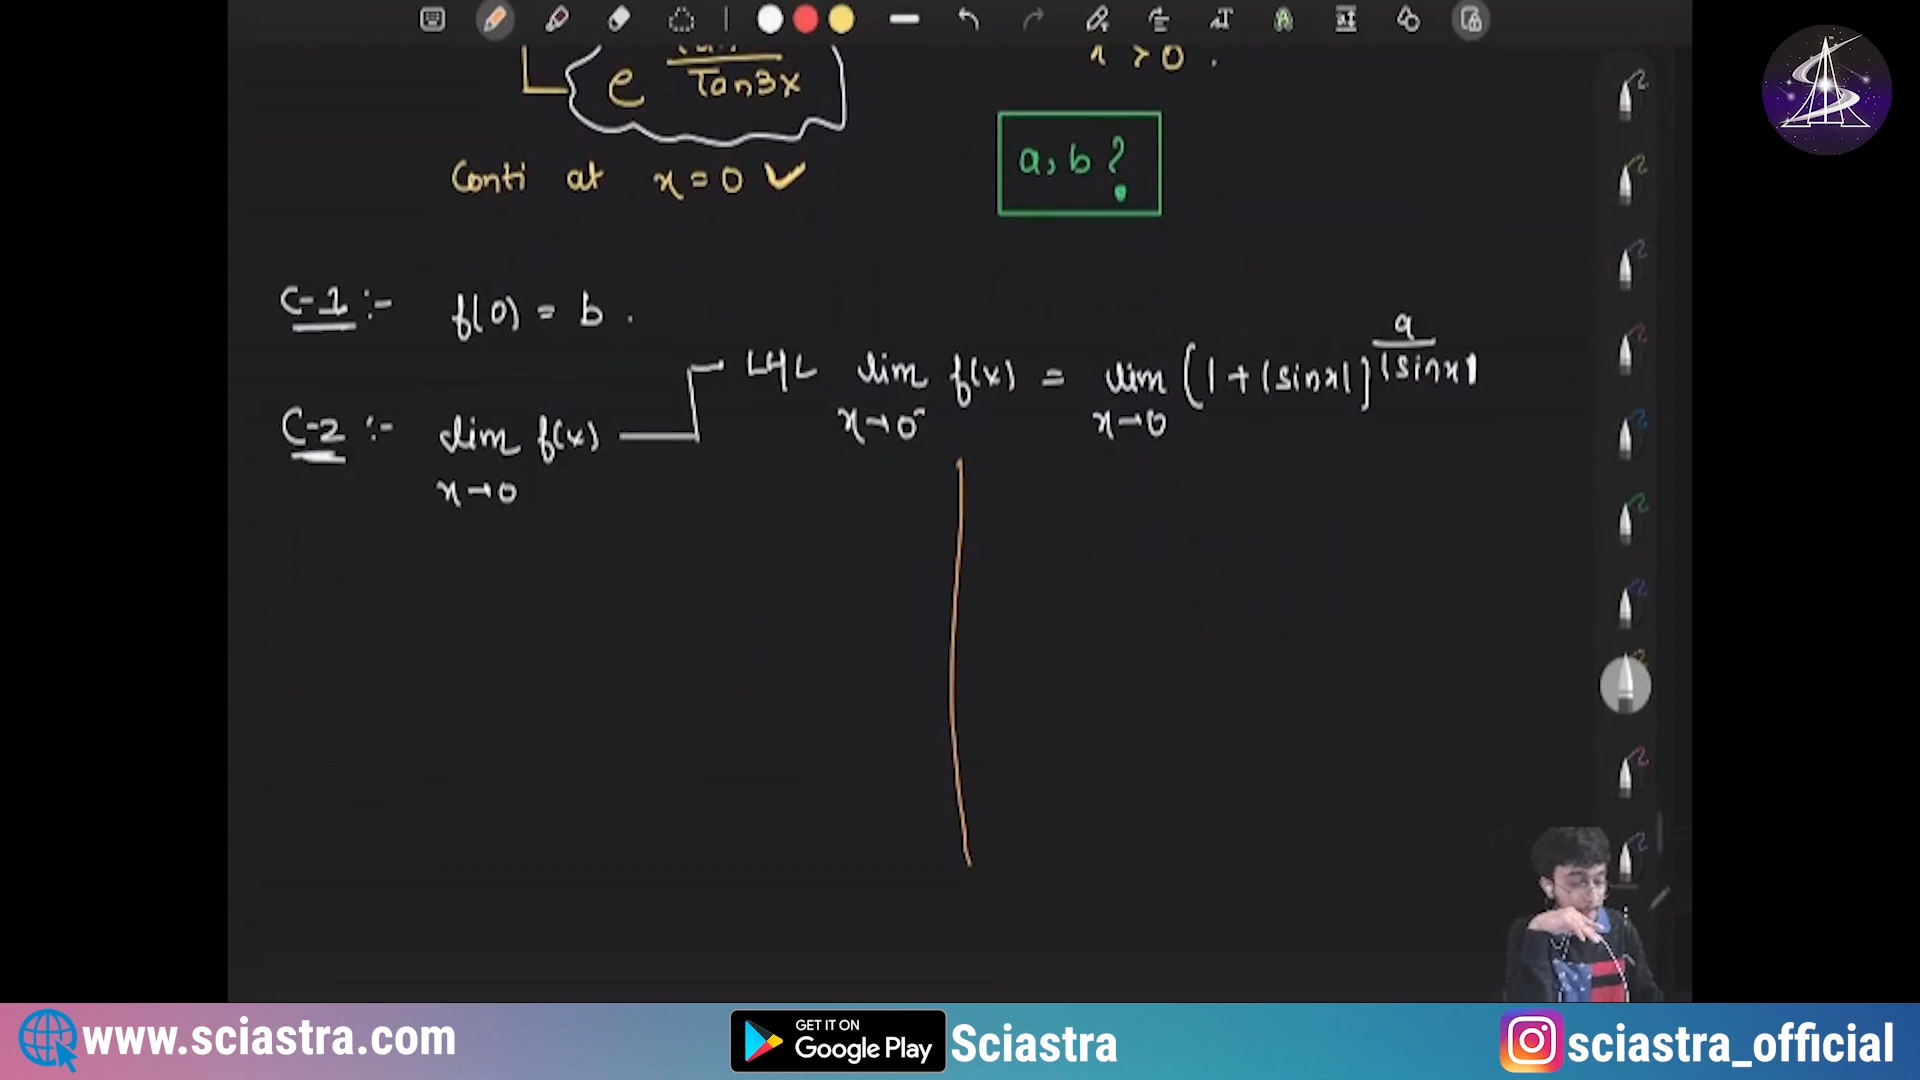 e Tan3x
x > 0 .
a, b ?
Conti at x = 0 ✓
C-1 :- f(0) = b .
LHL lim x→0⁻ f(x) = lim x→0 (1 + |sinx|)^(a/|sinx|)
C-2 :- lim x→0 f(x)
www.sciastra.com
GET IT ON
Google Play
Sciastra
sciastra_official